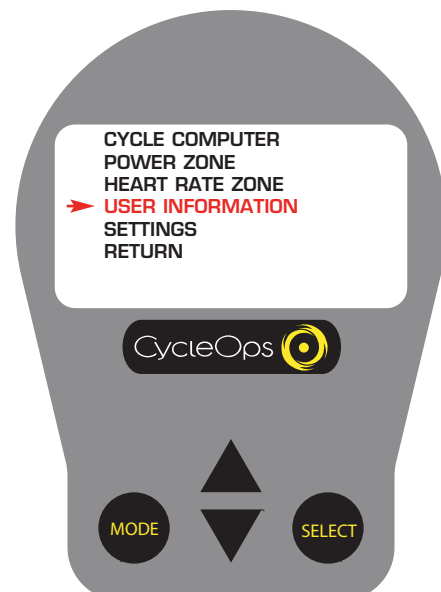 CYCLE COMPUTER
POWER ZONE
HEART RATE ZONE
USER INFORMATION
SETTINGS
RETURN
CycleOps
MODE
SELECT